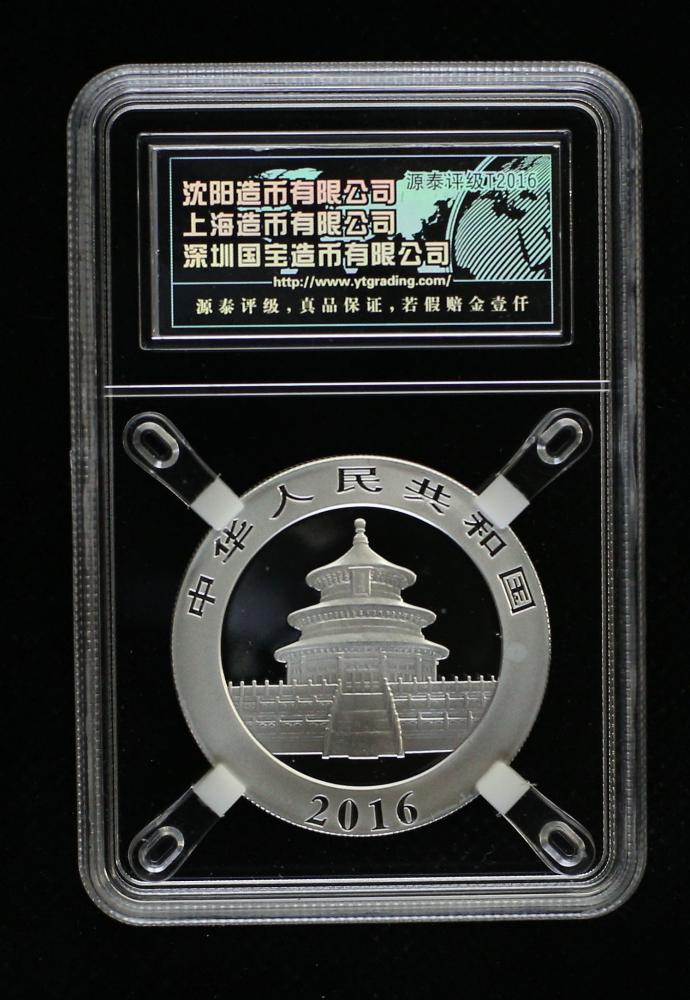 源泰评级T2016
沈阳造币有限公司
上海造币有限公司
深圳国宝造币有限公司
http://www.ytgrading.com/
源泰评级，真品保证，若假赔金壹仟
中华人民共和国
2016